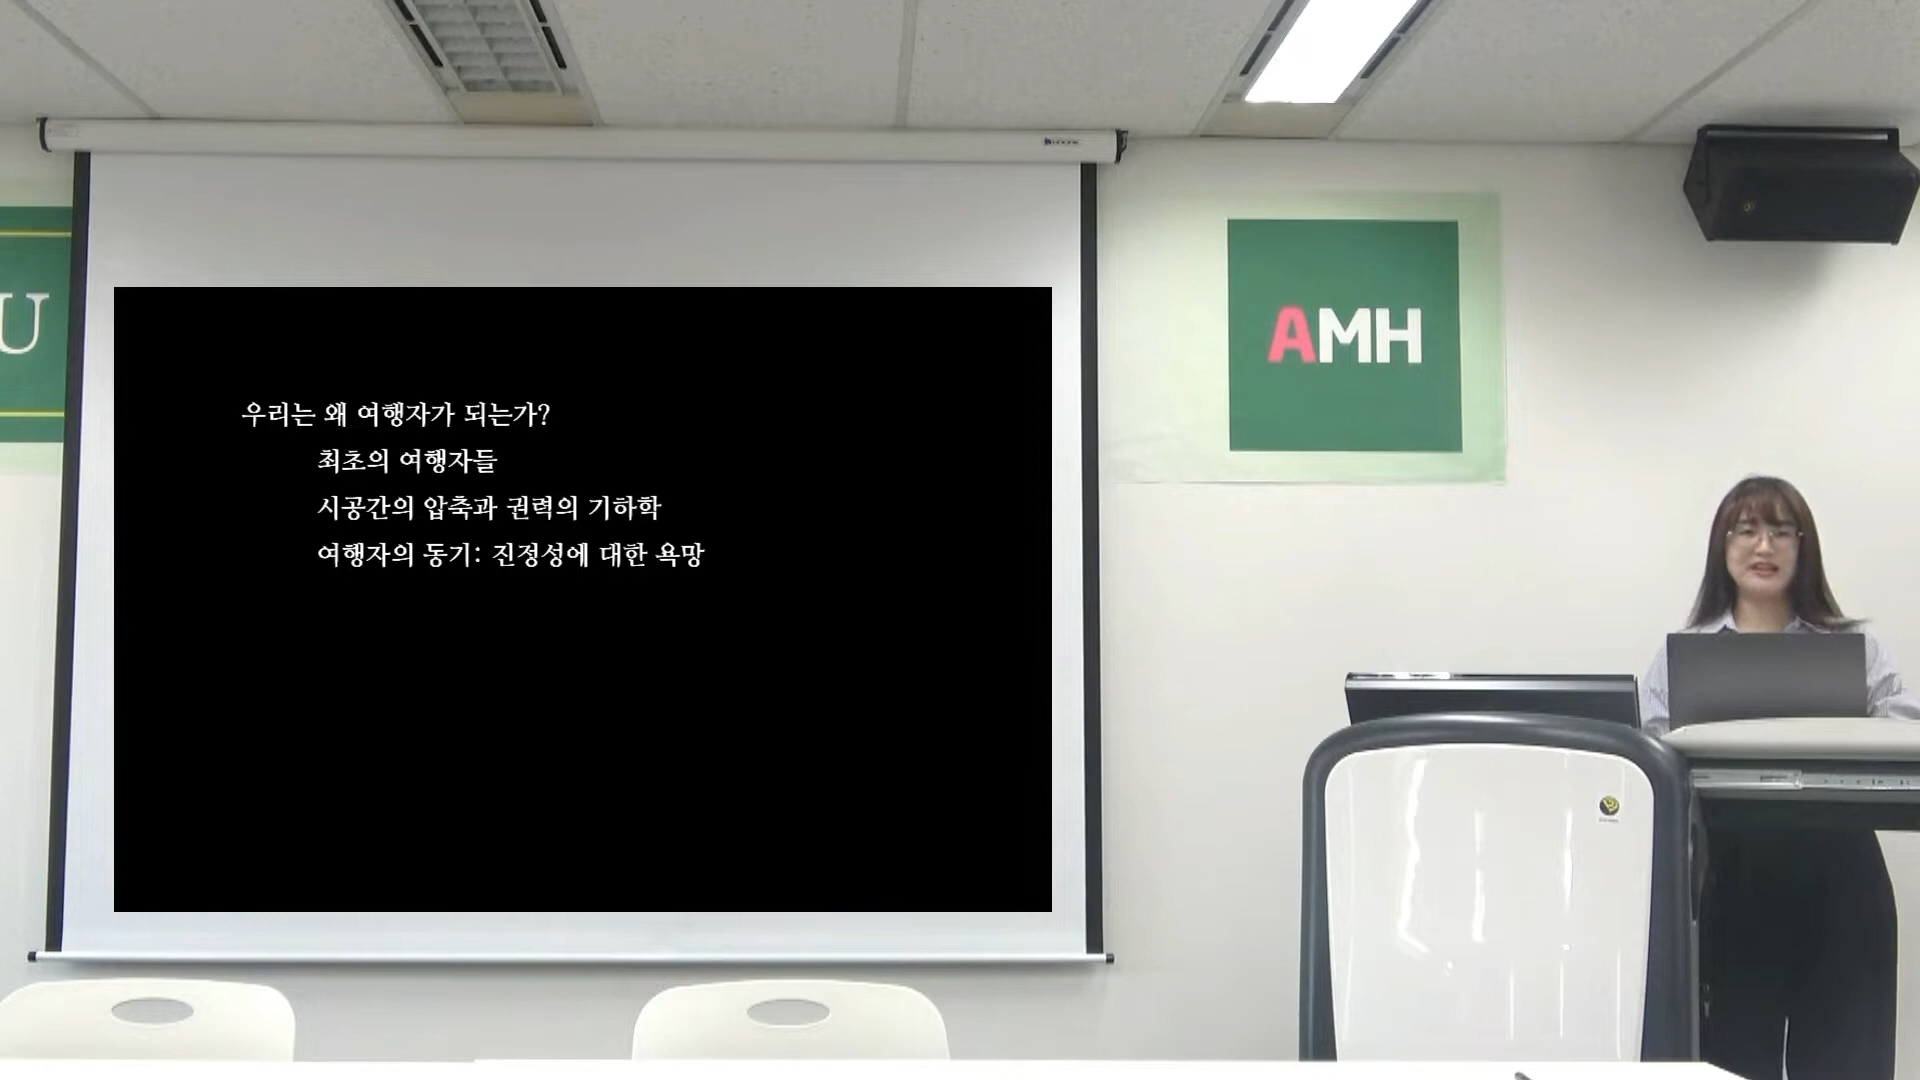 U
AMH
우리는 왜 여행자가 되는가?
최초의 여행자들
시공간의 압축과 권력의 기하학
여행자의 동기: 진정성에 대한 욕망